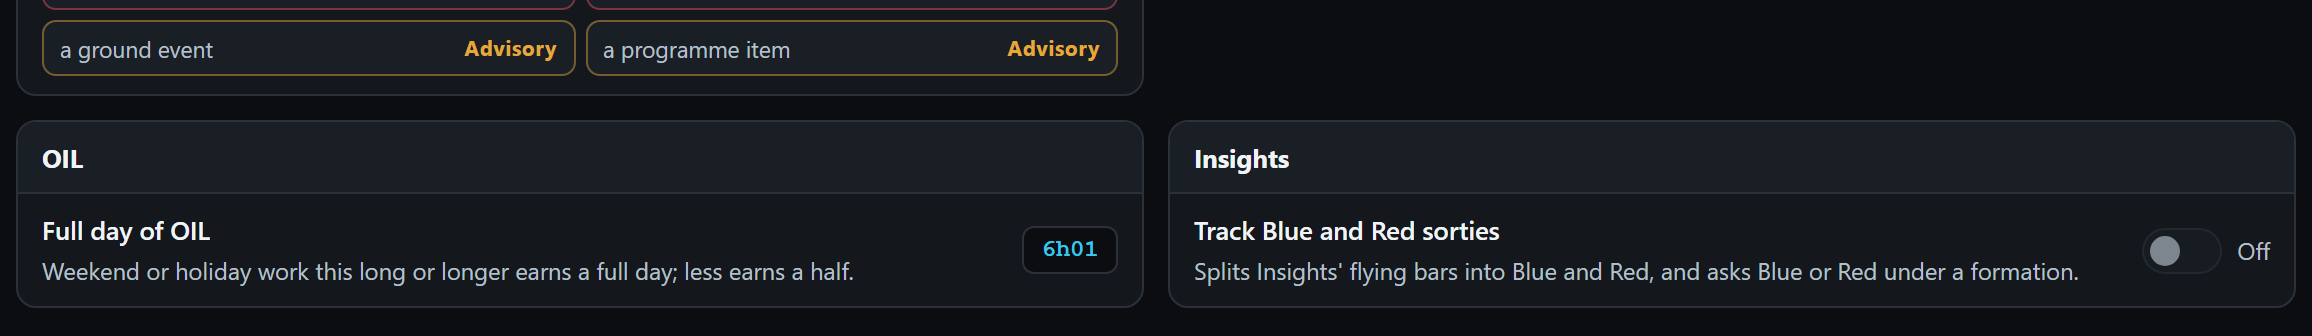 a ground event Advisory a programme item Advisory
OIL
Full day of OIL
Weekend or holiday work this long or longer earns a full day; less earns a half.
6h01
Insights
Track Blue and Red sorties
Splits Insights' flying bars into Blue and Red, and asks Blue or Red under a formation.
Off